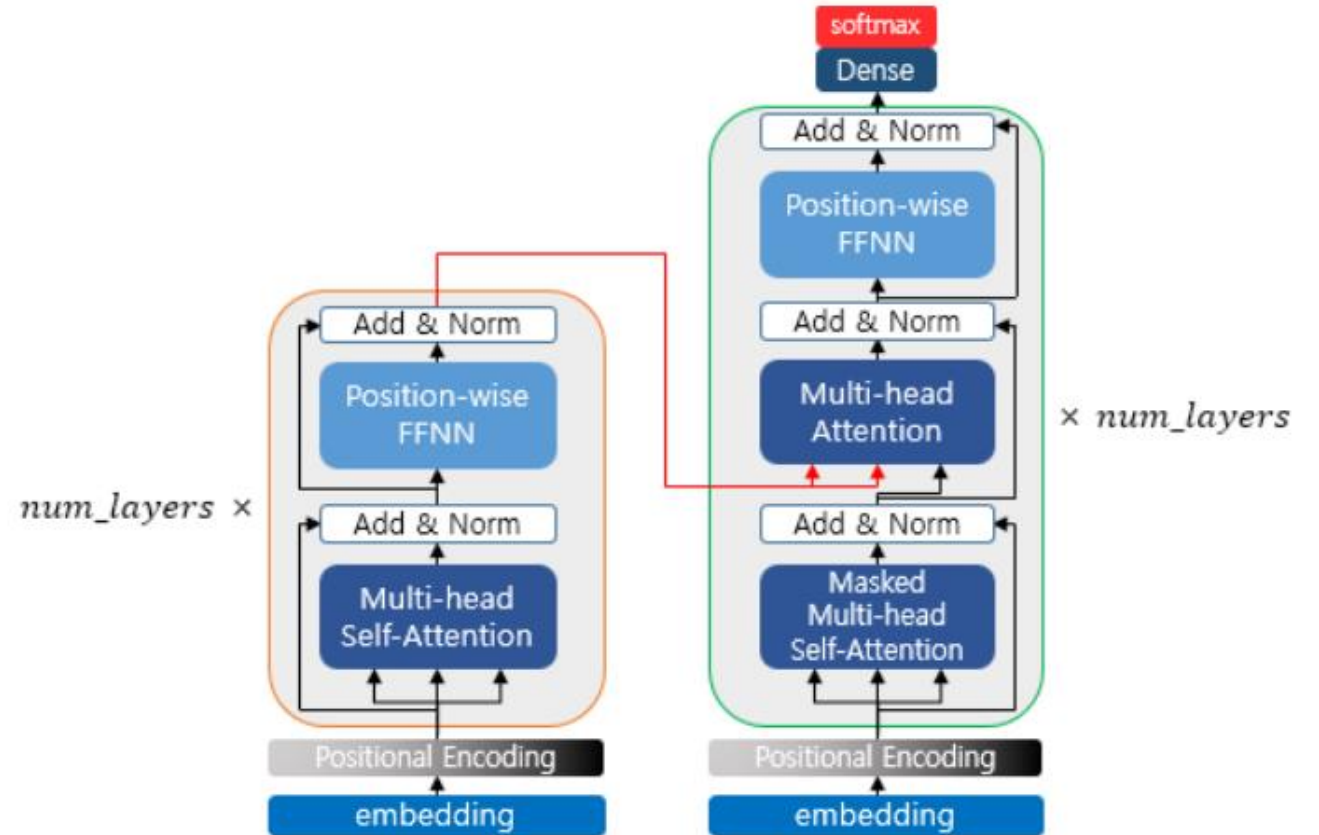 softmax
Dense
Add & Norm
Position-wise
FFNN
Add & Norm
Multi-head
Attention
× num_layers
Add & Norm
Masked
Multi-head
Self-Attention
Positional Encoding
embedding
Add & Norm
Position-wise
FFNN
num_layers ×
Add & Norm
Multi-head
Self-Attention
Positional Encoding
embedding